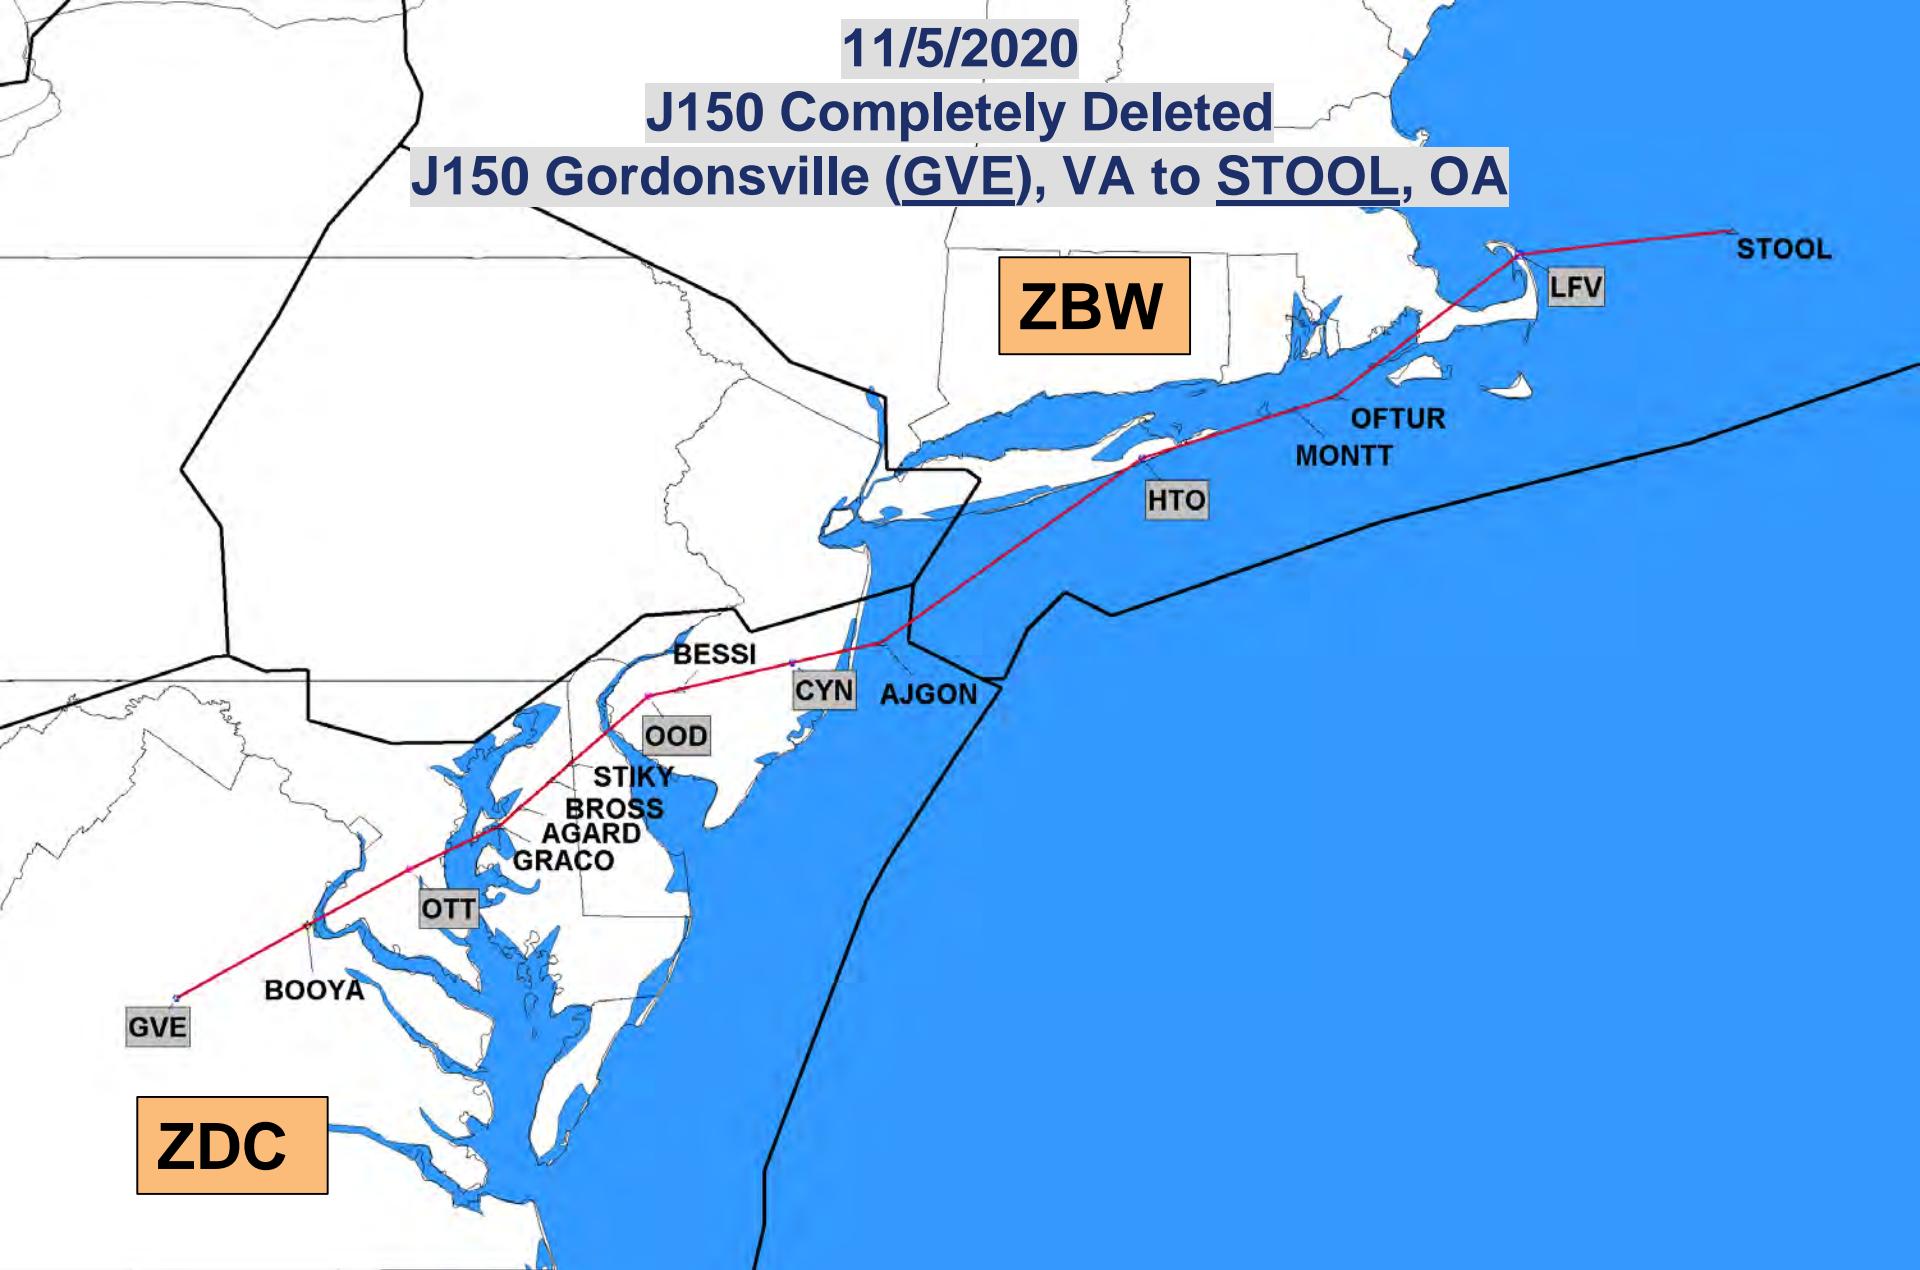 11/5/2020
J150 Completely Deleted
J150 Gordonsville (GVE), VA to STOOL, OA
STOOL
LFV
ZBW
OFTUR
MONTT
HTO
BESSI
CYN
AJGON
OOD
STIKY
BROSS
AGARD
GRACO
OTT
BOOYA
GVE
ZDC